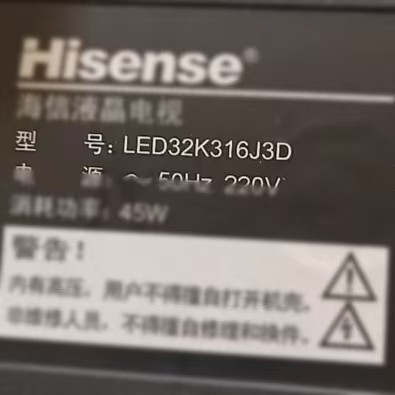 Hisense®
海信液晶电视
型 号: LED32K316J3D
电 源: ～ 50Hz 220V
消耗功率: 45W
警告!
内有高压，用户不得擅自打开机壳，
非维修人员，不得擅自修理和换件。